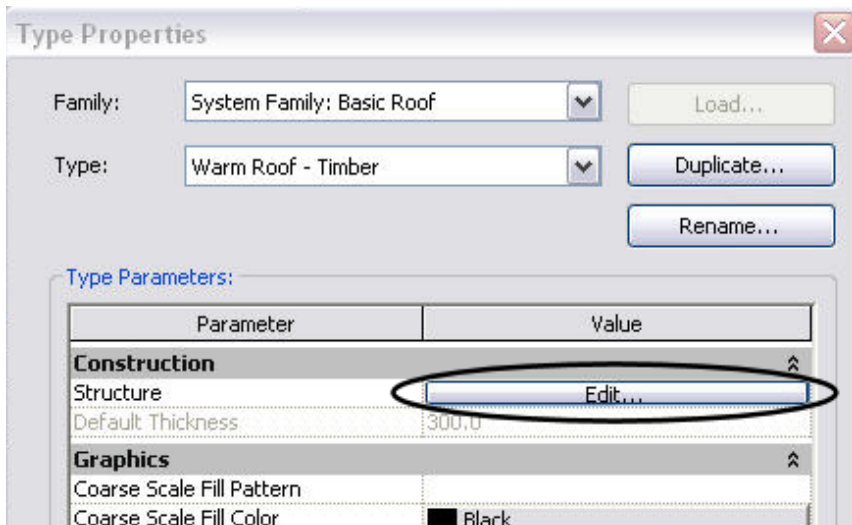 Type Properties
Family: System Family: Basic Roof Load...
Type: Warm Roof - Timber Duplicate...
Rename...
Type Parameters:
Parameter Value
Construction
Structure Edit...
Default Thickness 300.0
Graphics
Coarse Scale Fill Pattern
Coarse Scale Fill Color Black